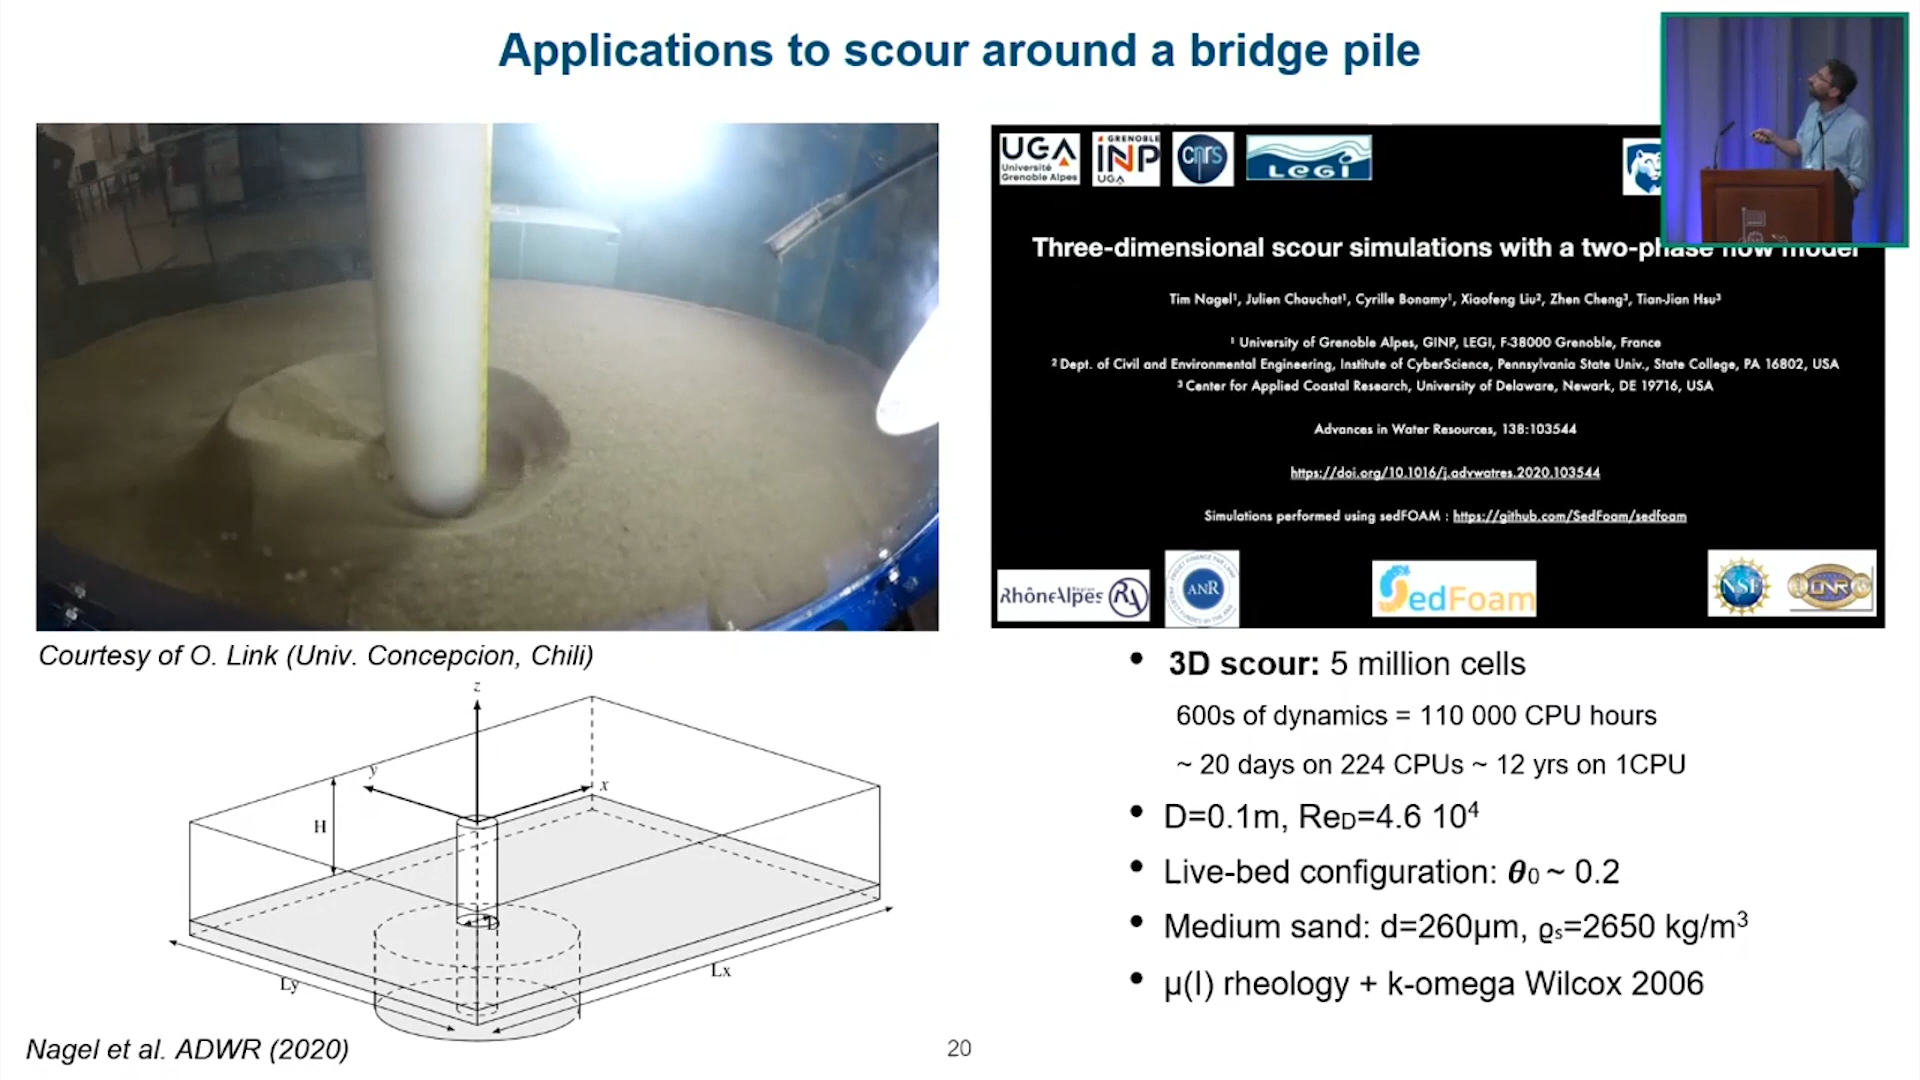 Applications to scour around a bridge pile
UGA
Université
Grenoble Alpes
GRENOBLE
INP
UGA
cnrs
LEGI
Three-dimensional scour simulations with a two-phase flow model
Tim Nagel¹, Julien Chauchat¹, Cyrille Bonamy¹, Xiaofeng Liu², Zhen Cheng³, Tian-Jian Hsu³
¹ University of Grenoble Alpes, GINP, LEGI, F-38000 Grenoble, France
² Dept. of Civil and Environmental Engineering, Institute of CyberScience, Pennsylvania State Univ., State College, PA 16802, USA
³ Center for Applied Coastal Research, University of Delaware, Newark, DE 19716, USA
Advances in Water Resources, 138:103544
https://doi.org/10.1016/j.advwatres.2020.103544
Simulations performed using sedFOAM : https://github.com/SedFoam/sedfoam
RhôneAlpes Région
RA
ANR
SedFoam
NSF
Courtesy of O. Link (Univ. Concepcion, Chili)
z
y
x
H
D
Lx
Ly
Nagel et al. ADWR (2020)
• 3D scour: 5 million cells
600s of dynamics = 110 000 CPU hours
~ 20 days on 224 CPUs ~ 12 yrs on 1CPU
• D=0.1m, ReD=4.6 10⁴
• Live-bed configuration: θ₀ ~ 0.2
• Medium sand: d=260µm, ϱₛ=2650 kg/m³
• µ(I) rheology + k-omega Wilcox 2006
20